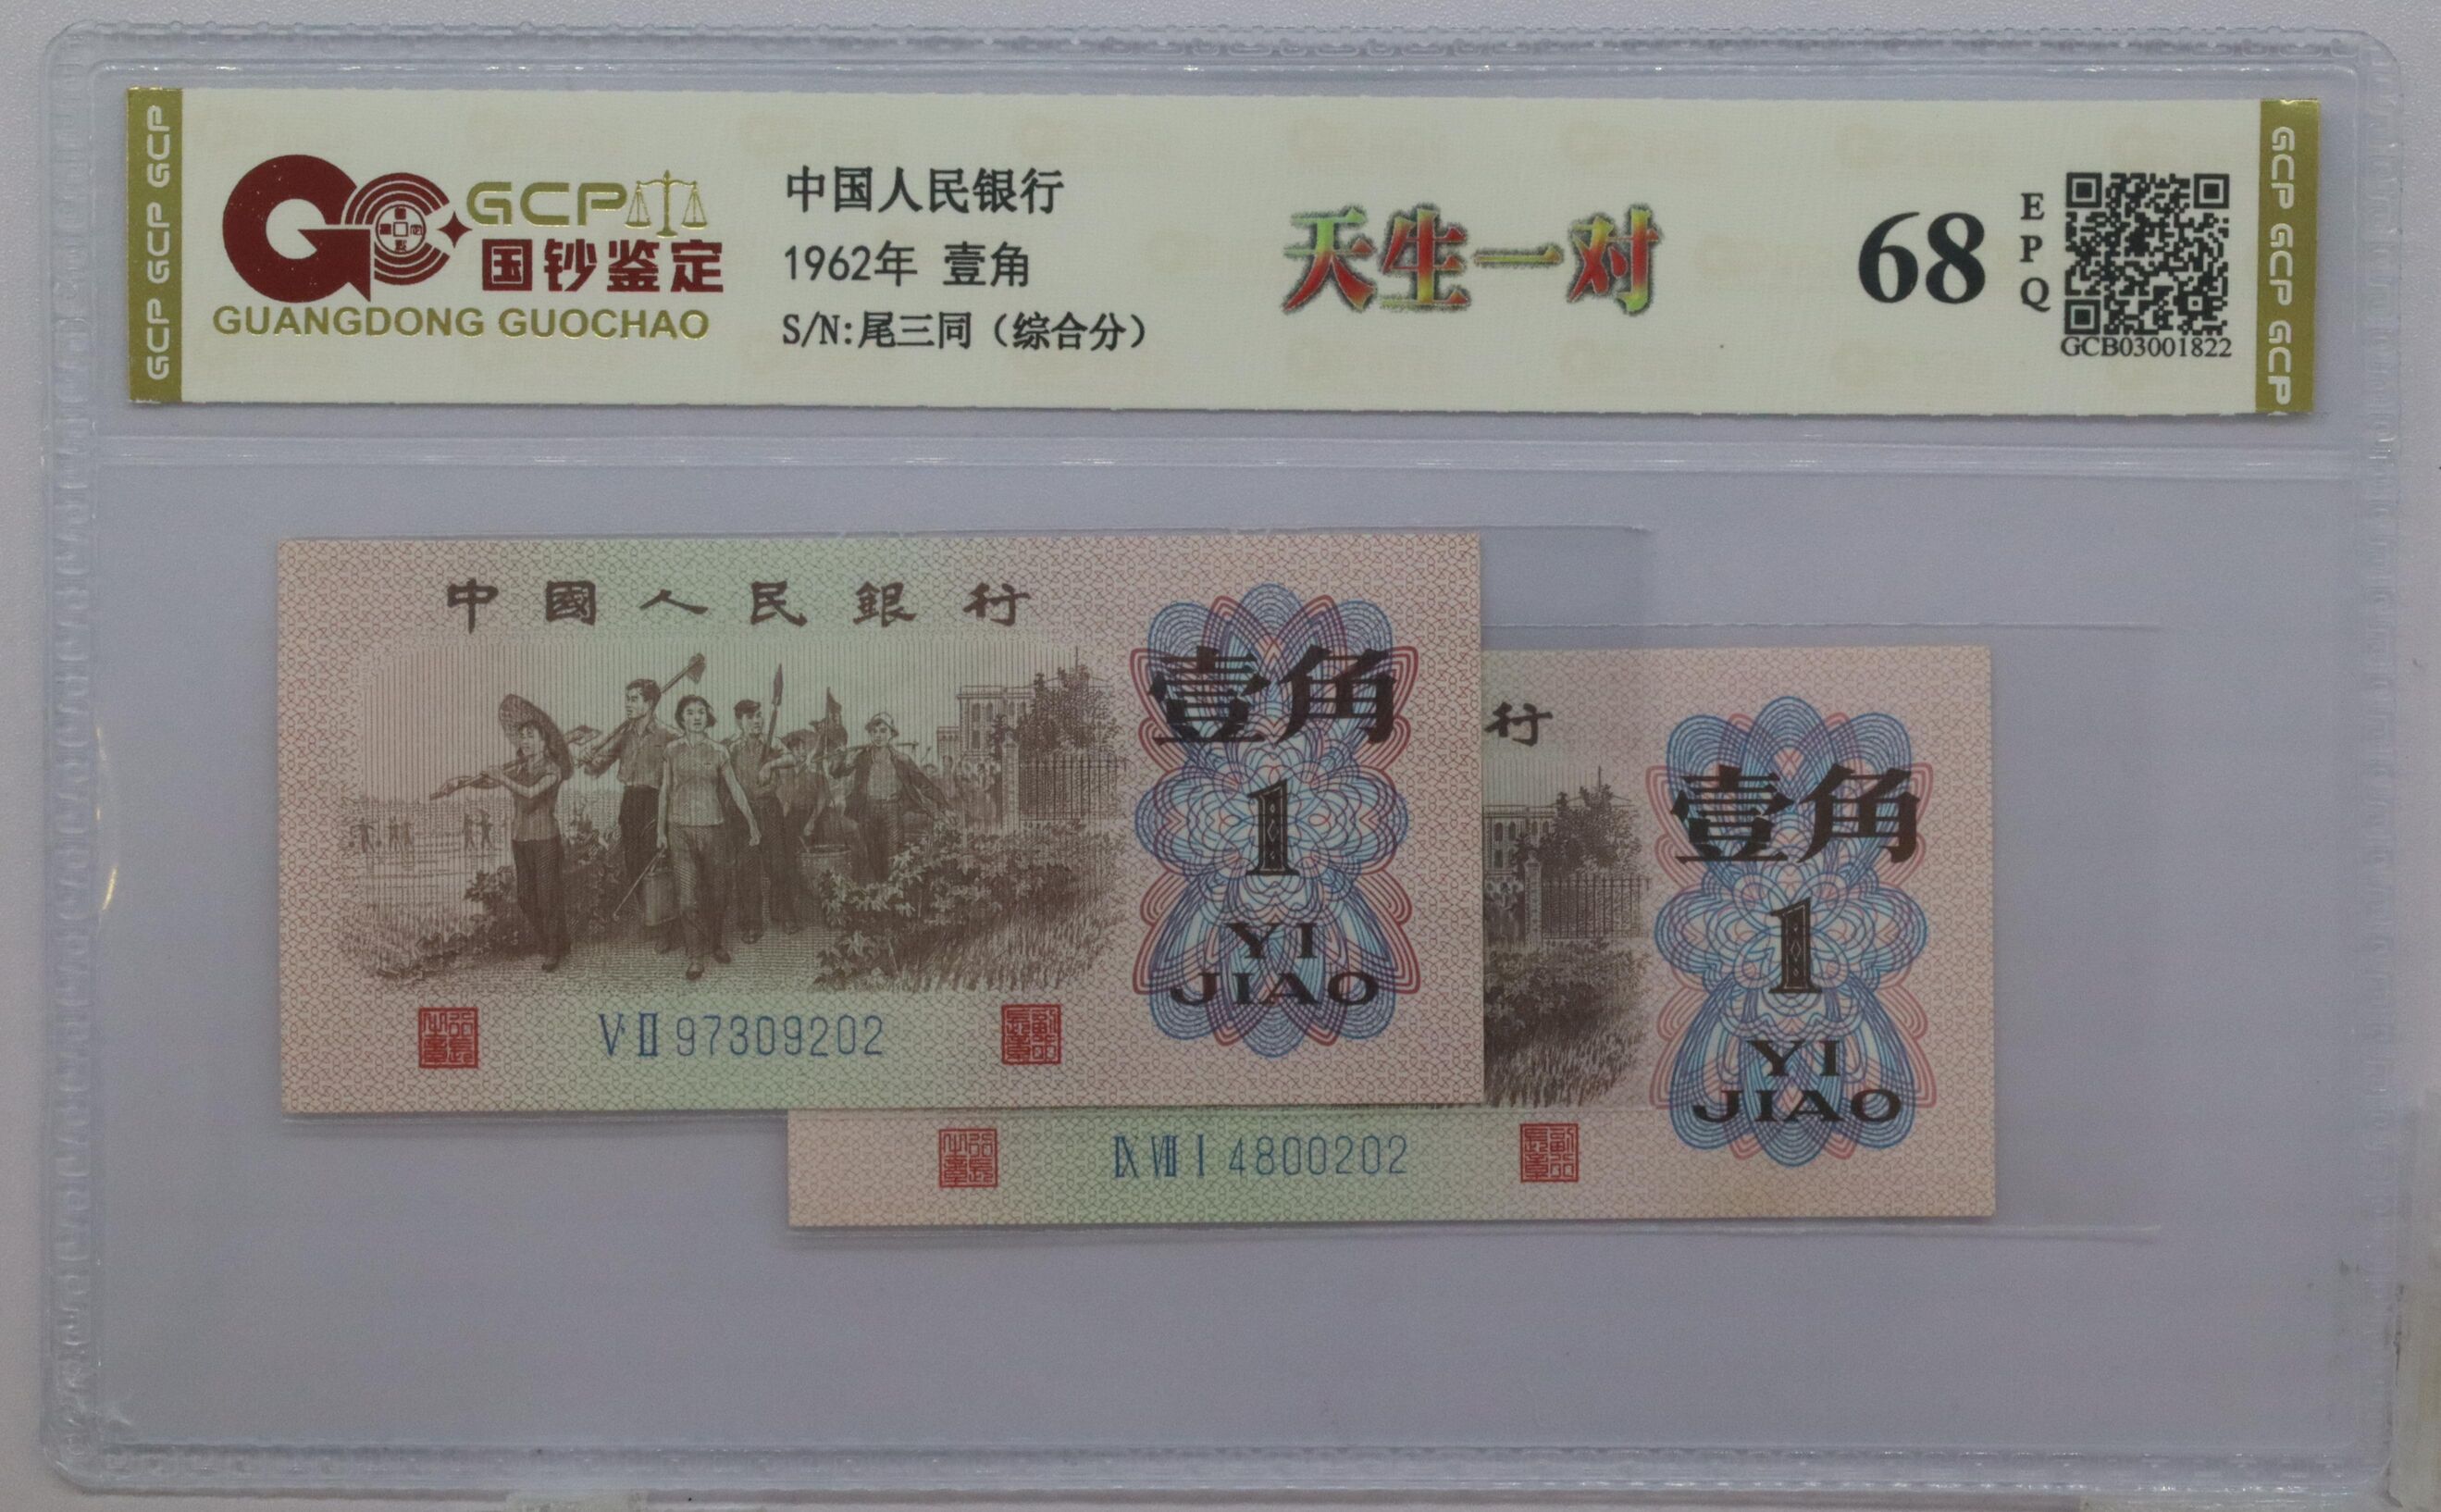 GCP GCP GCP
GCP
国钞鉴定
GUANGDONG GUOCHAO
中国人民银行
1962年 壹角
S/N:尾三同（综合分）
天生一对
68
EPQ
GCB03001822
GCP GCP GCP
中國人民銀行
壹角
1
YI
JIAO
Ⅴ Ⅱ 97309202
行
壹角
1
YI
JIAO
Ⅸ Ⅷ Ⅰ 4800202